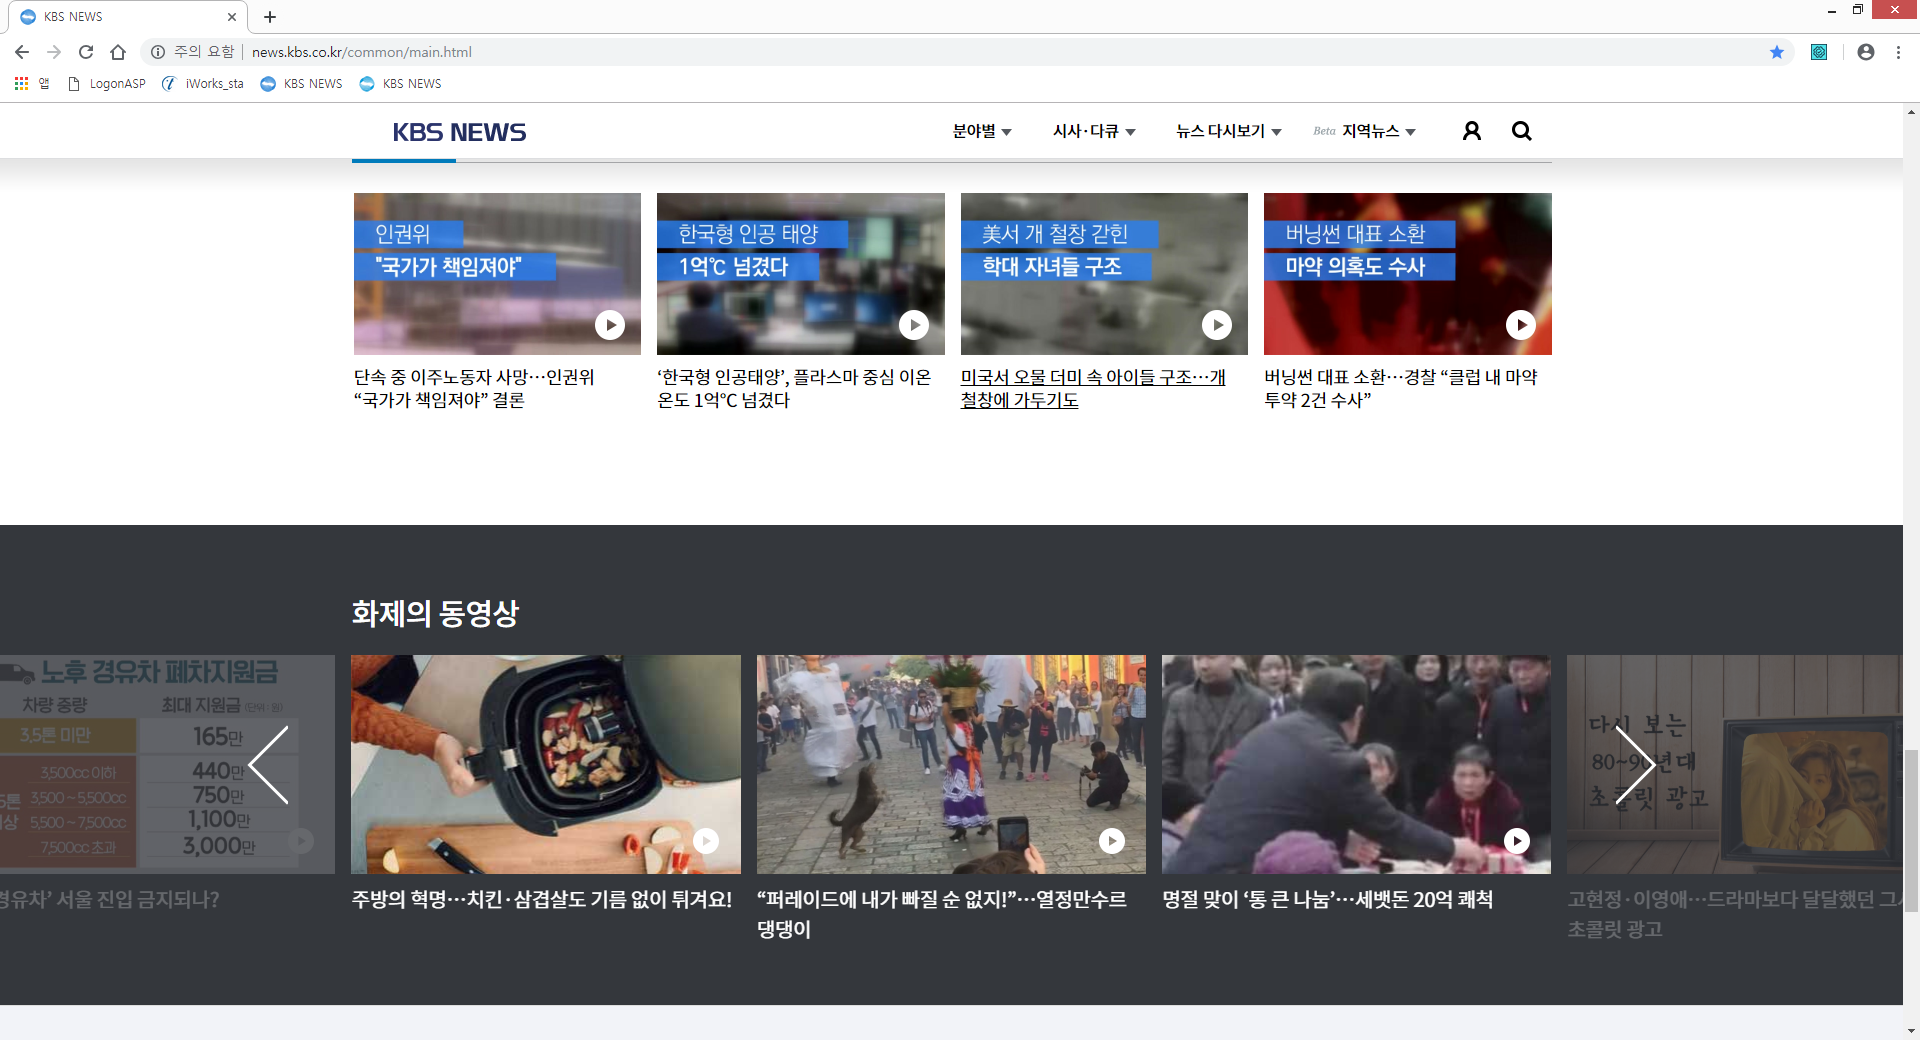 KBS NEWS
주의 요함 | news.kbs.co.kr/common/main.html
앱 LogonASP iWorks_sta KBS NEWS KBS NEWS
KBS NEWS 분야별 시사·다큐 뉴스 다시보기 Beta 지역뉴스
인권위
"국가가 책임져야"
한국형 인공 태양
1억℃ 넘겼다
美서 개 철창 갇힌
학대 자녀들 구조
버닝썬 대표 소환
마약 의혹도 수사
단속 중 이주노동자 사망…인권위
“국가가 책임져야” 결론
‘한국형 인공태양’, 플라스마 중심 이온
온도 1억℃ 넘겼다
미국서 오물 더미 속 아이들 구조…개
철창에 가두기도
버닝썬 대표 소환…경찰 “클럽 내 마약
투약 2건 수사”
화제의 동영상
노후 경유차 폐차지원금
차량 중량 최대 지원금 (단위 : 원)
3.5톤 미만 165만
3,500cc 이하 440만
5톤 3,500 ~ 5,500cc 750만
상 5,500 ~ 7,500cc 1,100만
7,500cc 초과 3,000만
경유차’ 서울 진입 금지되나?
주방의 혁명…치킨·삼겹살도 기름 없이 튀겨요!
“퍼레이드에 내가 빠질 순 없지!”…열정만수르
댕댕이
명절 맞이 ‘통 큰 나눔’…세뱃돈 20억 쾌척
다시 보는
80~90년대
초콜릿 광고
고현정·이영애…드라마보다 달달했던 그시
초콜릿 광고